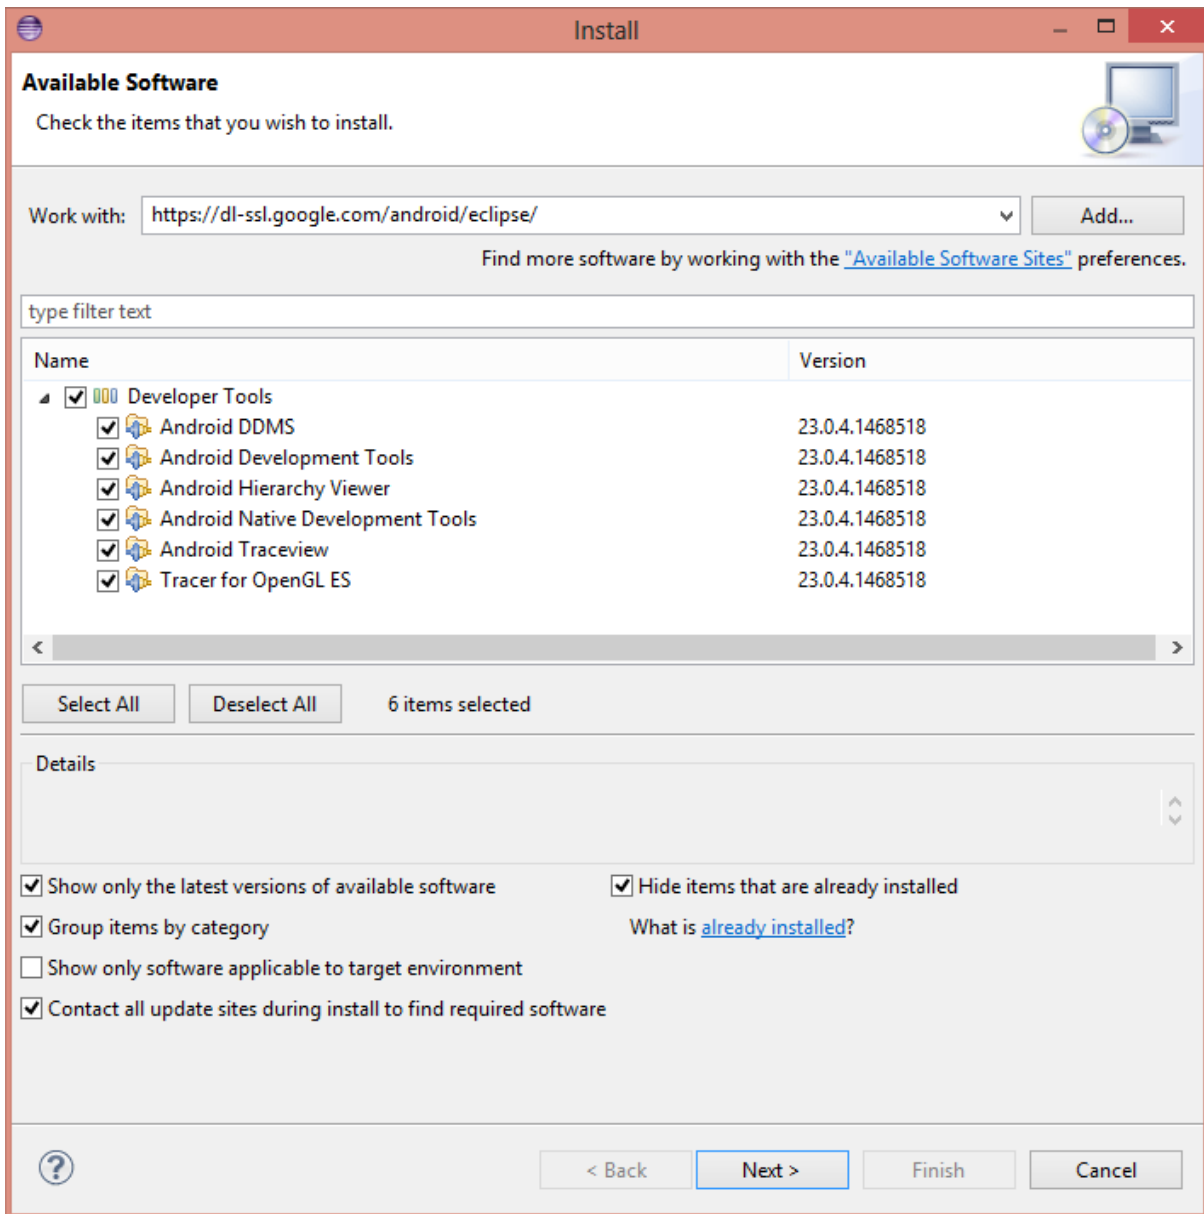 Install
Available Software
Check the items that you wish to install.
Work with: https://dl-ssl.google.com/android/eclipse/ Add...
Find more software by working with the "Available Software Sites" preferences.
type filter text
Name Version
Developer Tools
Android DDMS 23.0.4.1468518
Android Development Tools 23.0.4.1468518
Android Hierarchy Viewer 23.0.4.1468518
Android Native Development Tools 23.0.4.1468518
Android Traceview 23.0.4.1468518
Tracer for OpenGL ES 23.0.4.1468518
Select All Deselect All 6 items selected
Details
Show only the latest versions of available software Hide items that are already installed
Group items by category What is already installed?
Show only software applicable to target environment
Contact all update sites during install to find required software
? < Back Next > Finish Cancel